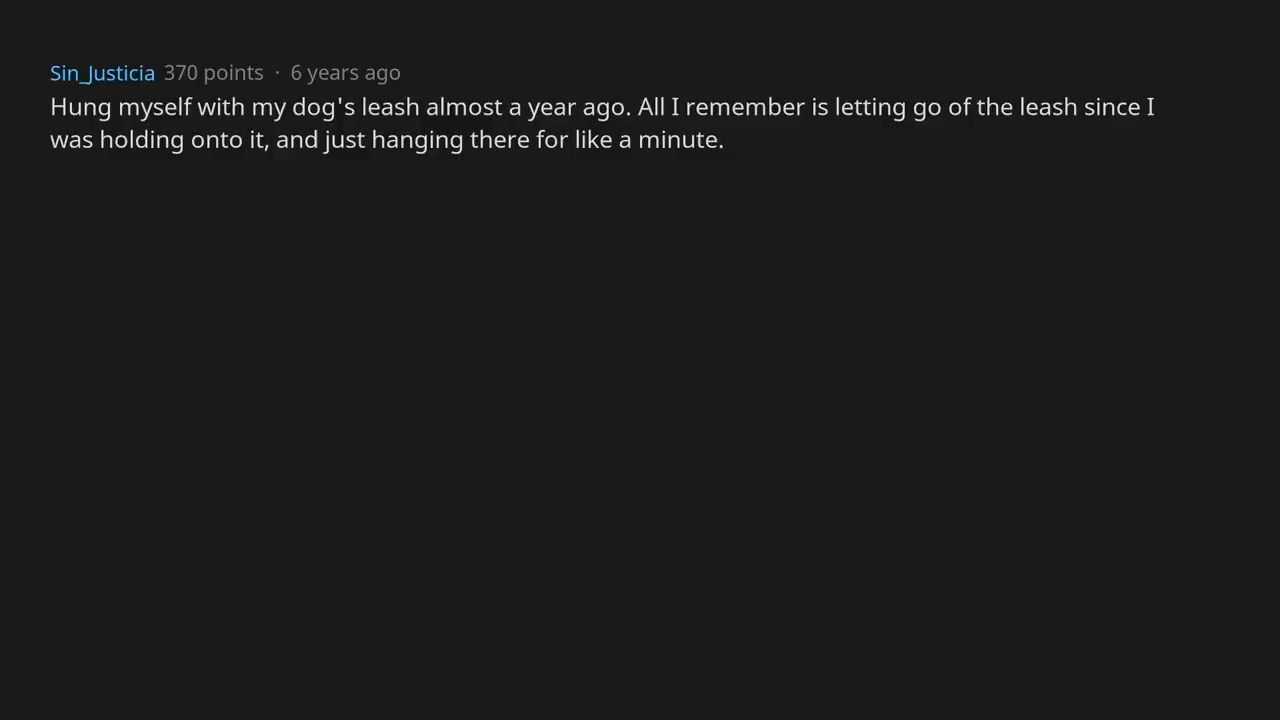 Sin_Justicia 370 points · 6 years ago
Hung myself with my dog's leash almost a year ago. All I remember is letting go of the leash since I
was holding onto it, and just hanging there for like a minute.